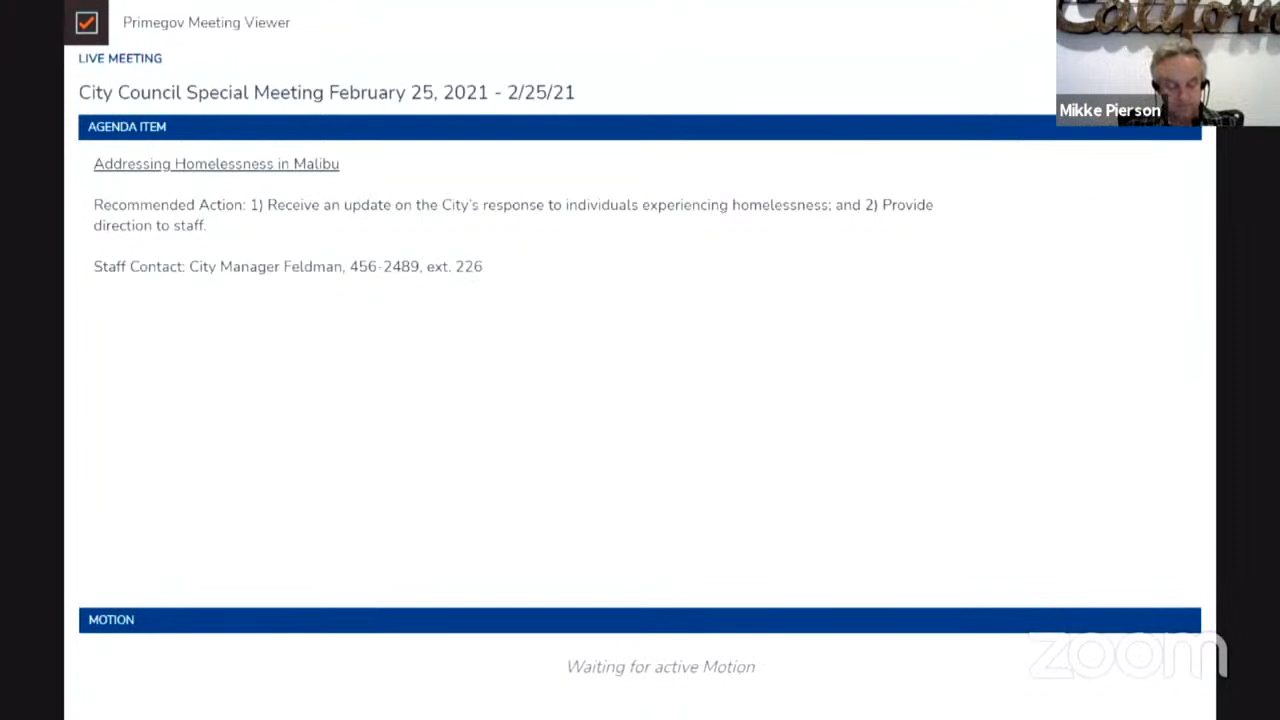 Primegov Meeting Viewer
LIVE MEETING
City Council Special Meeting February 25, 2021 - 2/25/21
Mikke Pierson
AGENDA ITEM
Addressing Homelessness in Malibu
Recommended Action: 1) Receive an update on the City's response to individuals experiencing homelessness; and 2) Provide
direction to staff.
Staff Contact: City Manager Feldman, 456-2489, ext. 226
MOTION
Waiting for active Motion
zoom